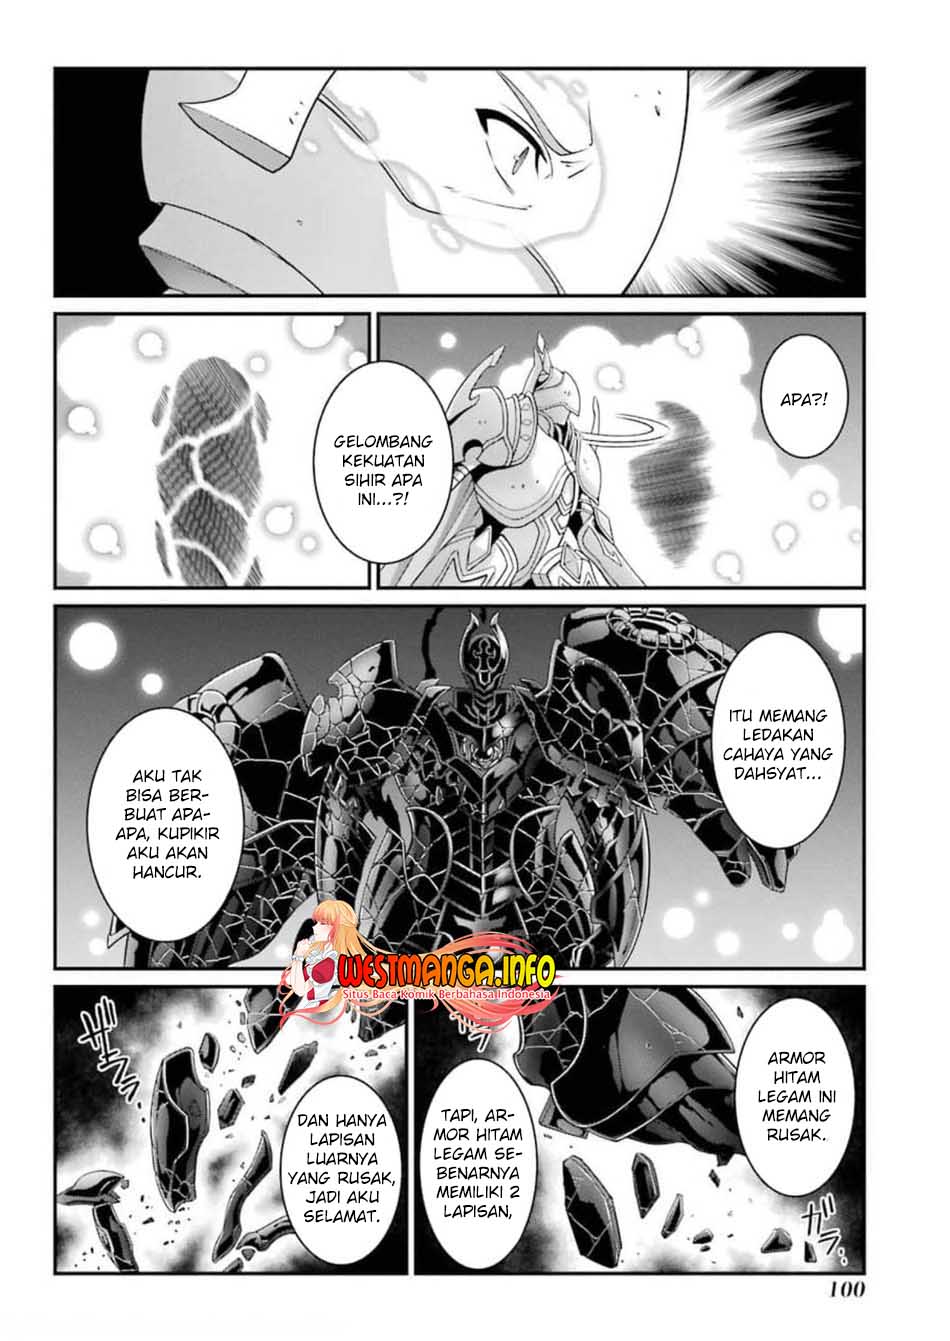 APA?!
GELOMBANG
KEKUATAN
SIHIR APA
INI...?!
ITU MEMANG
LEDAKAN
CAHAYA YANG
DAHSYAT...
AKU TAK
BISA BER-
BUAT APA-
APA, KUPIKIR
AKU AKAN
HANCUR.
WESTMANGA.INFO
Situs Baca Komik Berbahasa Indonesia
ARMOR
HITAM
LEGAM INI
MEMANG
RUSAK.
TAPI, AR-
MOR HITAM
LEGAM SE-
BENARNYA
MEMILIKI 2
LAPISAN,
DAN HANYA
LAPISAN
LUARNYA
YANG RUSAK,
JADI AKU
SELAMAT.
100